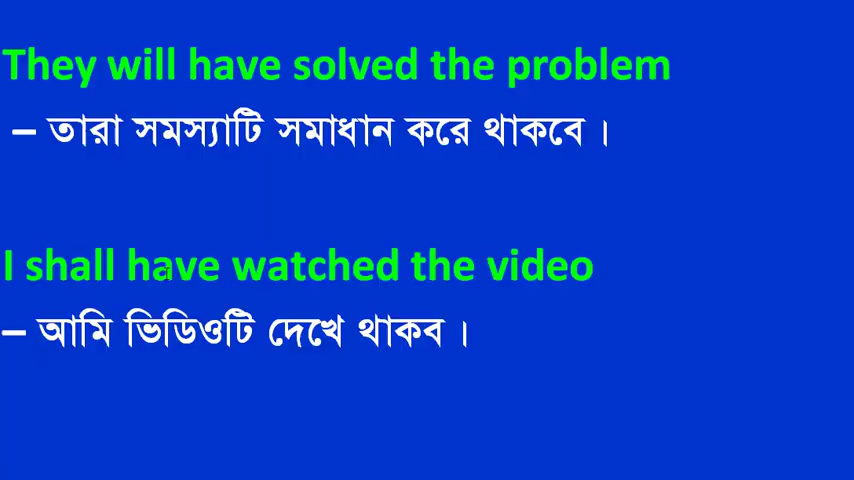 They will have solved the problem
– তারা সমস্যাটি সমাধান করে থাকবে ।
I shall have watched the video
– আমি ভিডিওটি দেখে থাকব ।